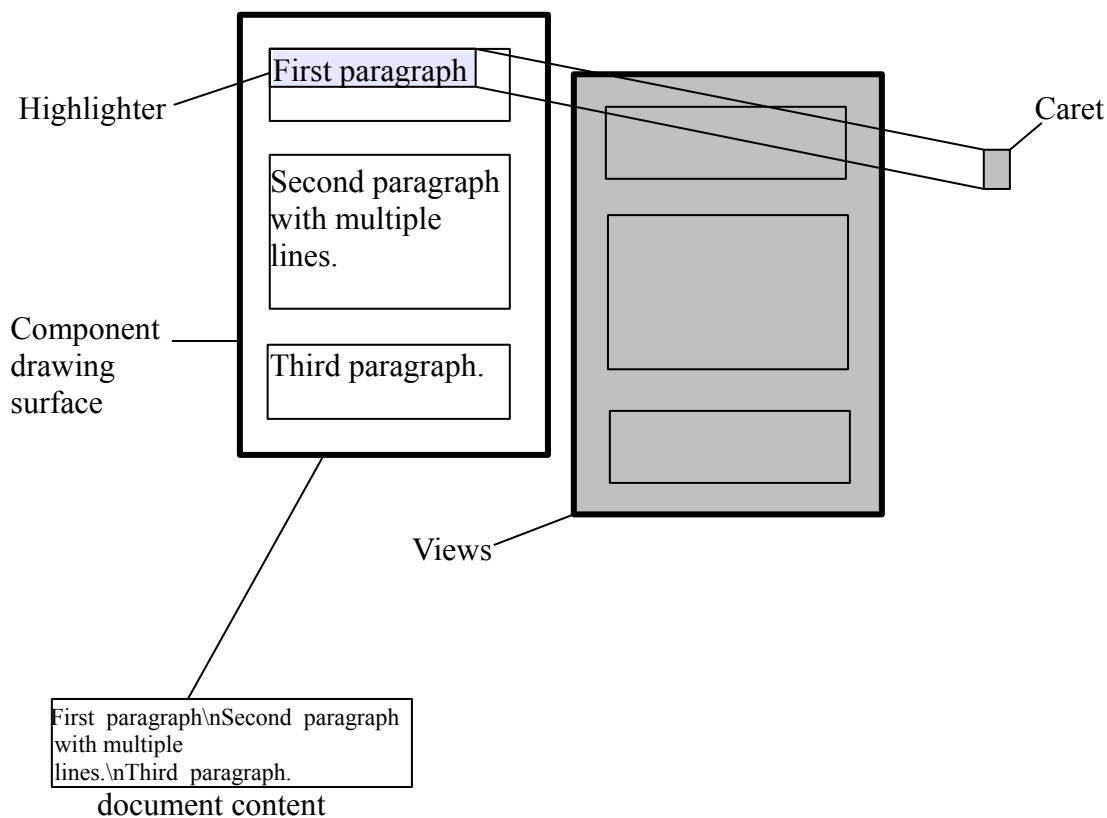 First paragraph
Highlighter
Caret
Second paragraph
with multiple
lines.
Component
drawing
surface
Third paragraph.
Views
First paragraph\nSecond paragraph
with multiple
lines.\nThird paragraph.
document content